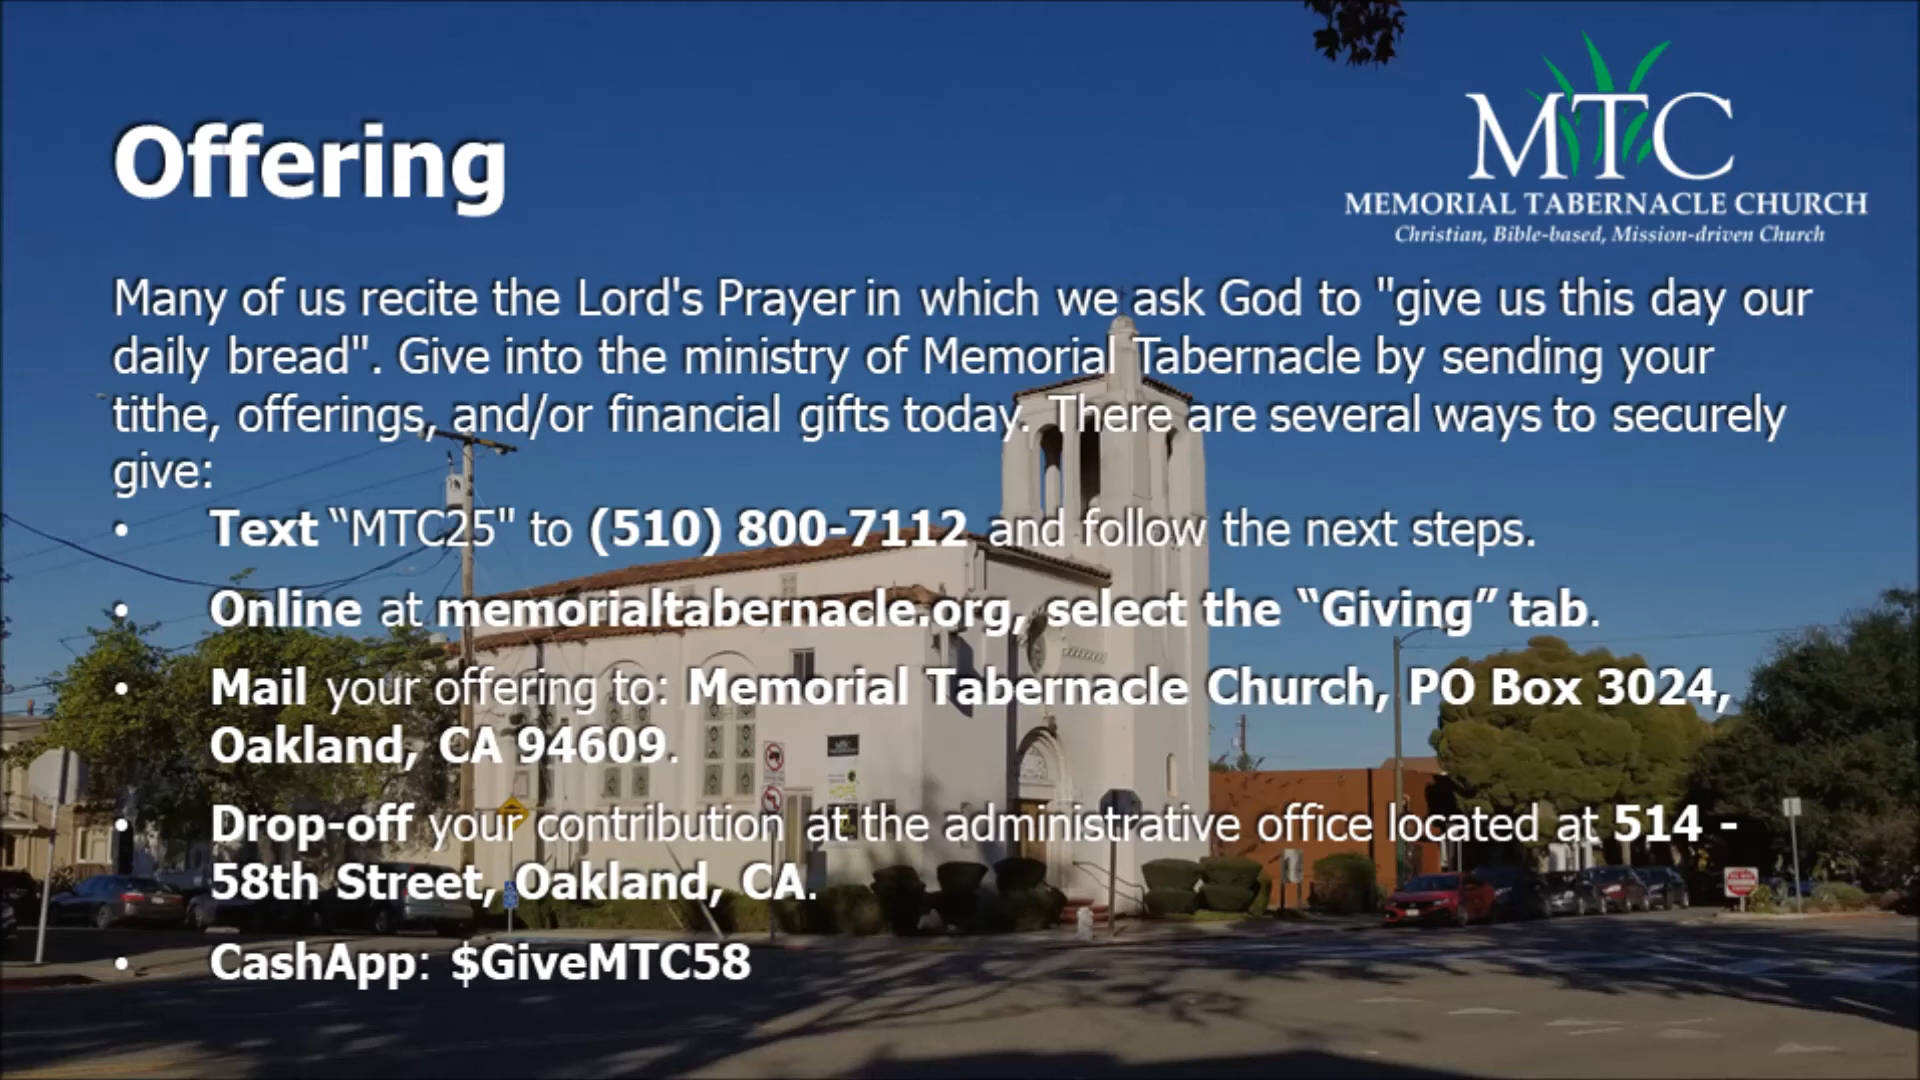 Offering
MTC
MEMORIAL TABERNACLE CHURCH
Christian, Bible-based, Mission-driven Church
Many of us recite the Lord's Prayer in which we ask God to "give us this day our
daily bread". Give into the ministry of Memorial Tabernacle by sending your
tithe, offerings, and/or financial gifts today. There are several ways to securely
give:
• Text “MTC25" to (510) 800-7112 and follow the next steps.
• Online at memorialtabernacle.org, select the “Giving” tab.
• Mail your offering to: Memorial Tabernacle Church, PO Box 3024,
Oakland, CA 94609.
• Drop-off your contribution at the administrative office located at 514 -
58th Street, Oakland, CA.
• CashApp: $GiveMTC58